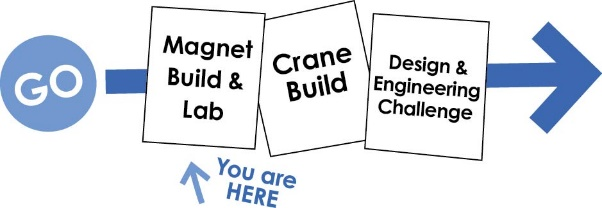 GO
Magnet
Build &
Lab
Crane
Build
Design &
Engineering
Challenge
You are
HERE